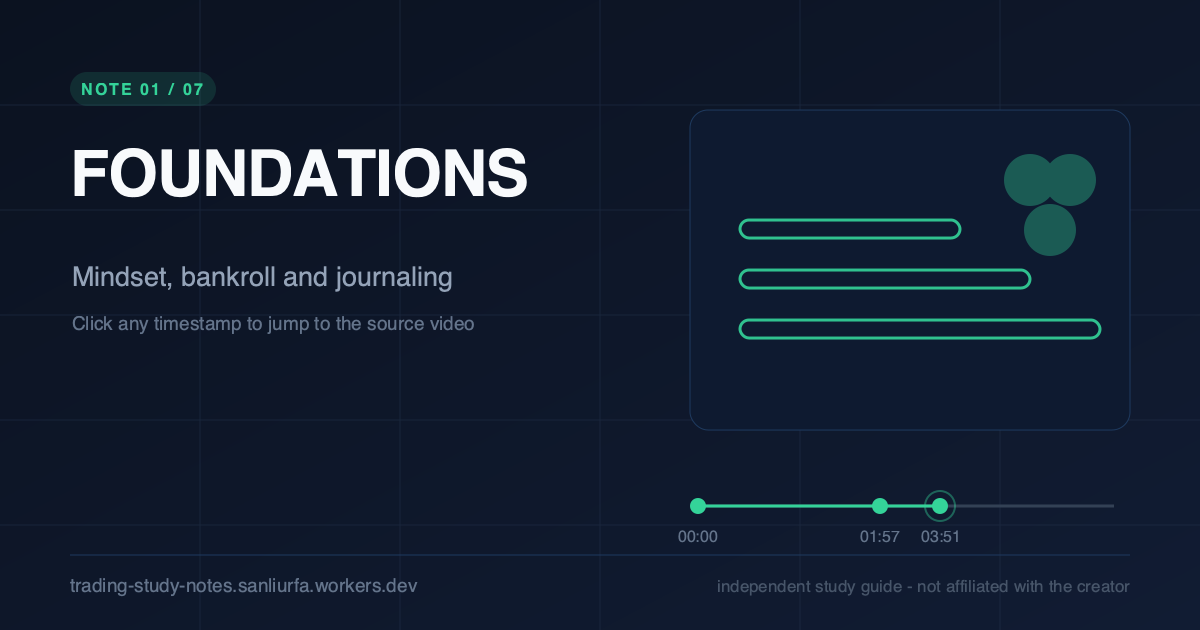 NOTE 01 / 07
FOUNDATIONS
Mindset, bankroll and journaling
Click any timestamp to jump to the source video
00:00 01:57 03:51
trading-study-notes.sanliurfa.workers.dev
independent study guide - not affiliated with the creator